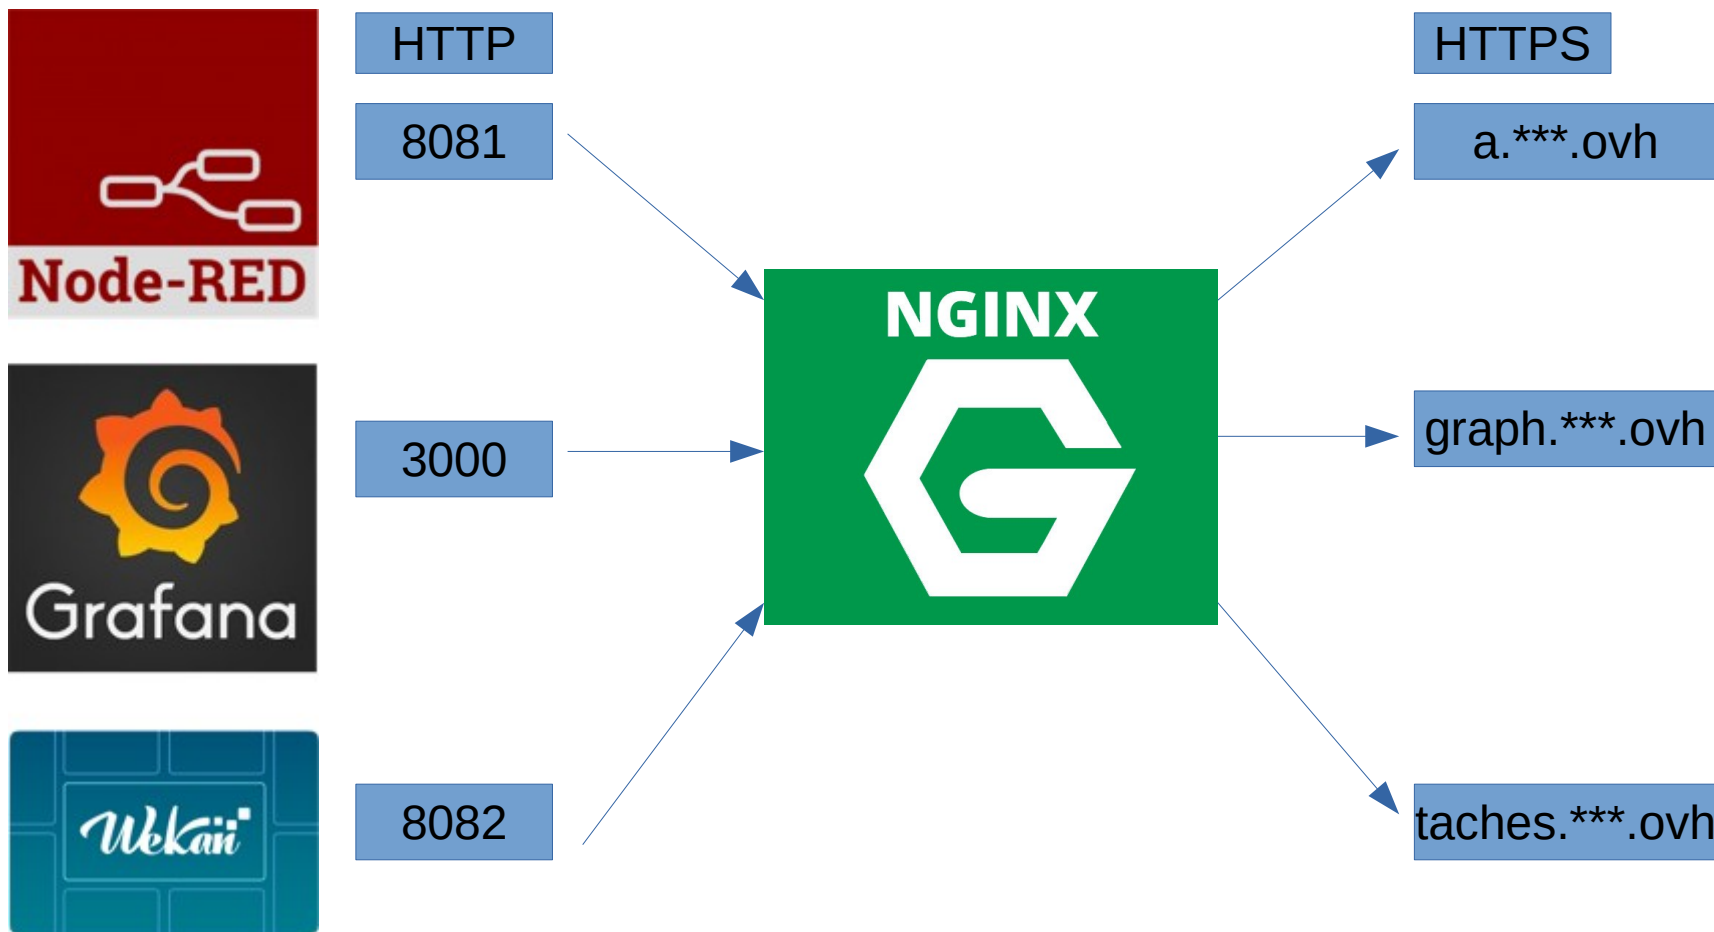 HTTP
HTTPS
8081
a.***.ovh
Node-RED
NGINX
3000
graph.***.ovh
Grafana
Wekan
8082
taches.***.ovh